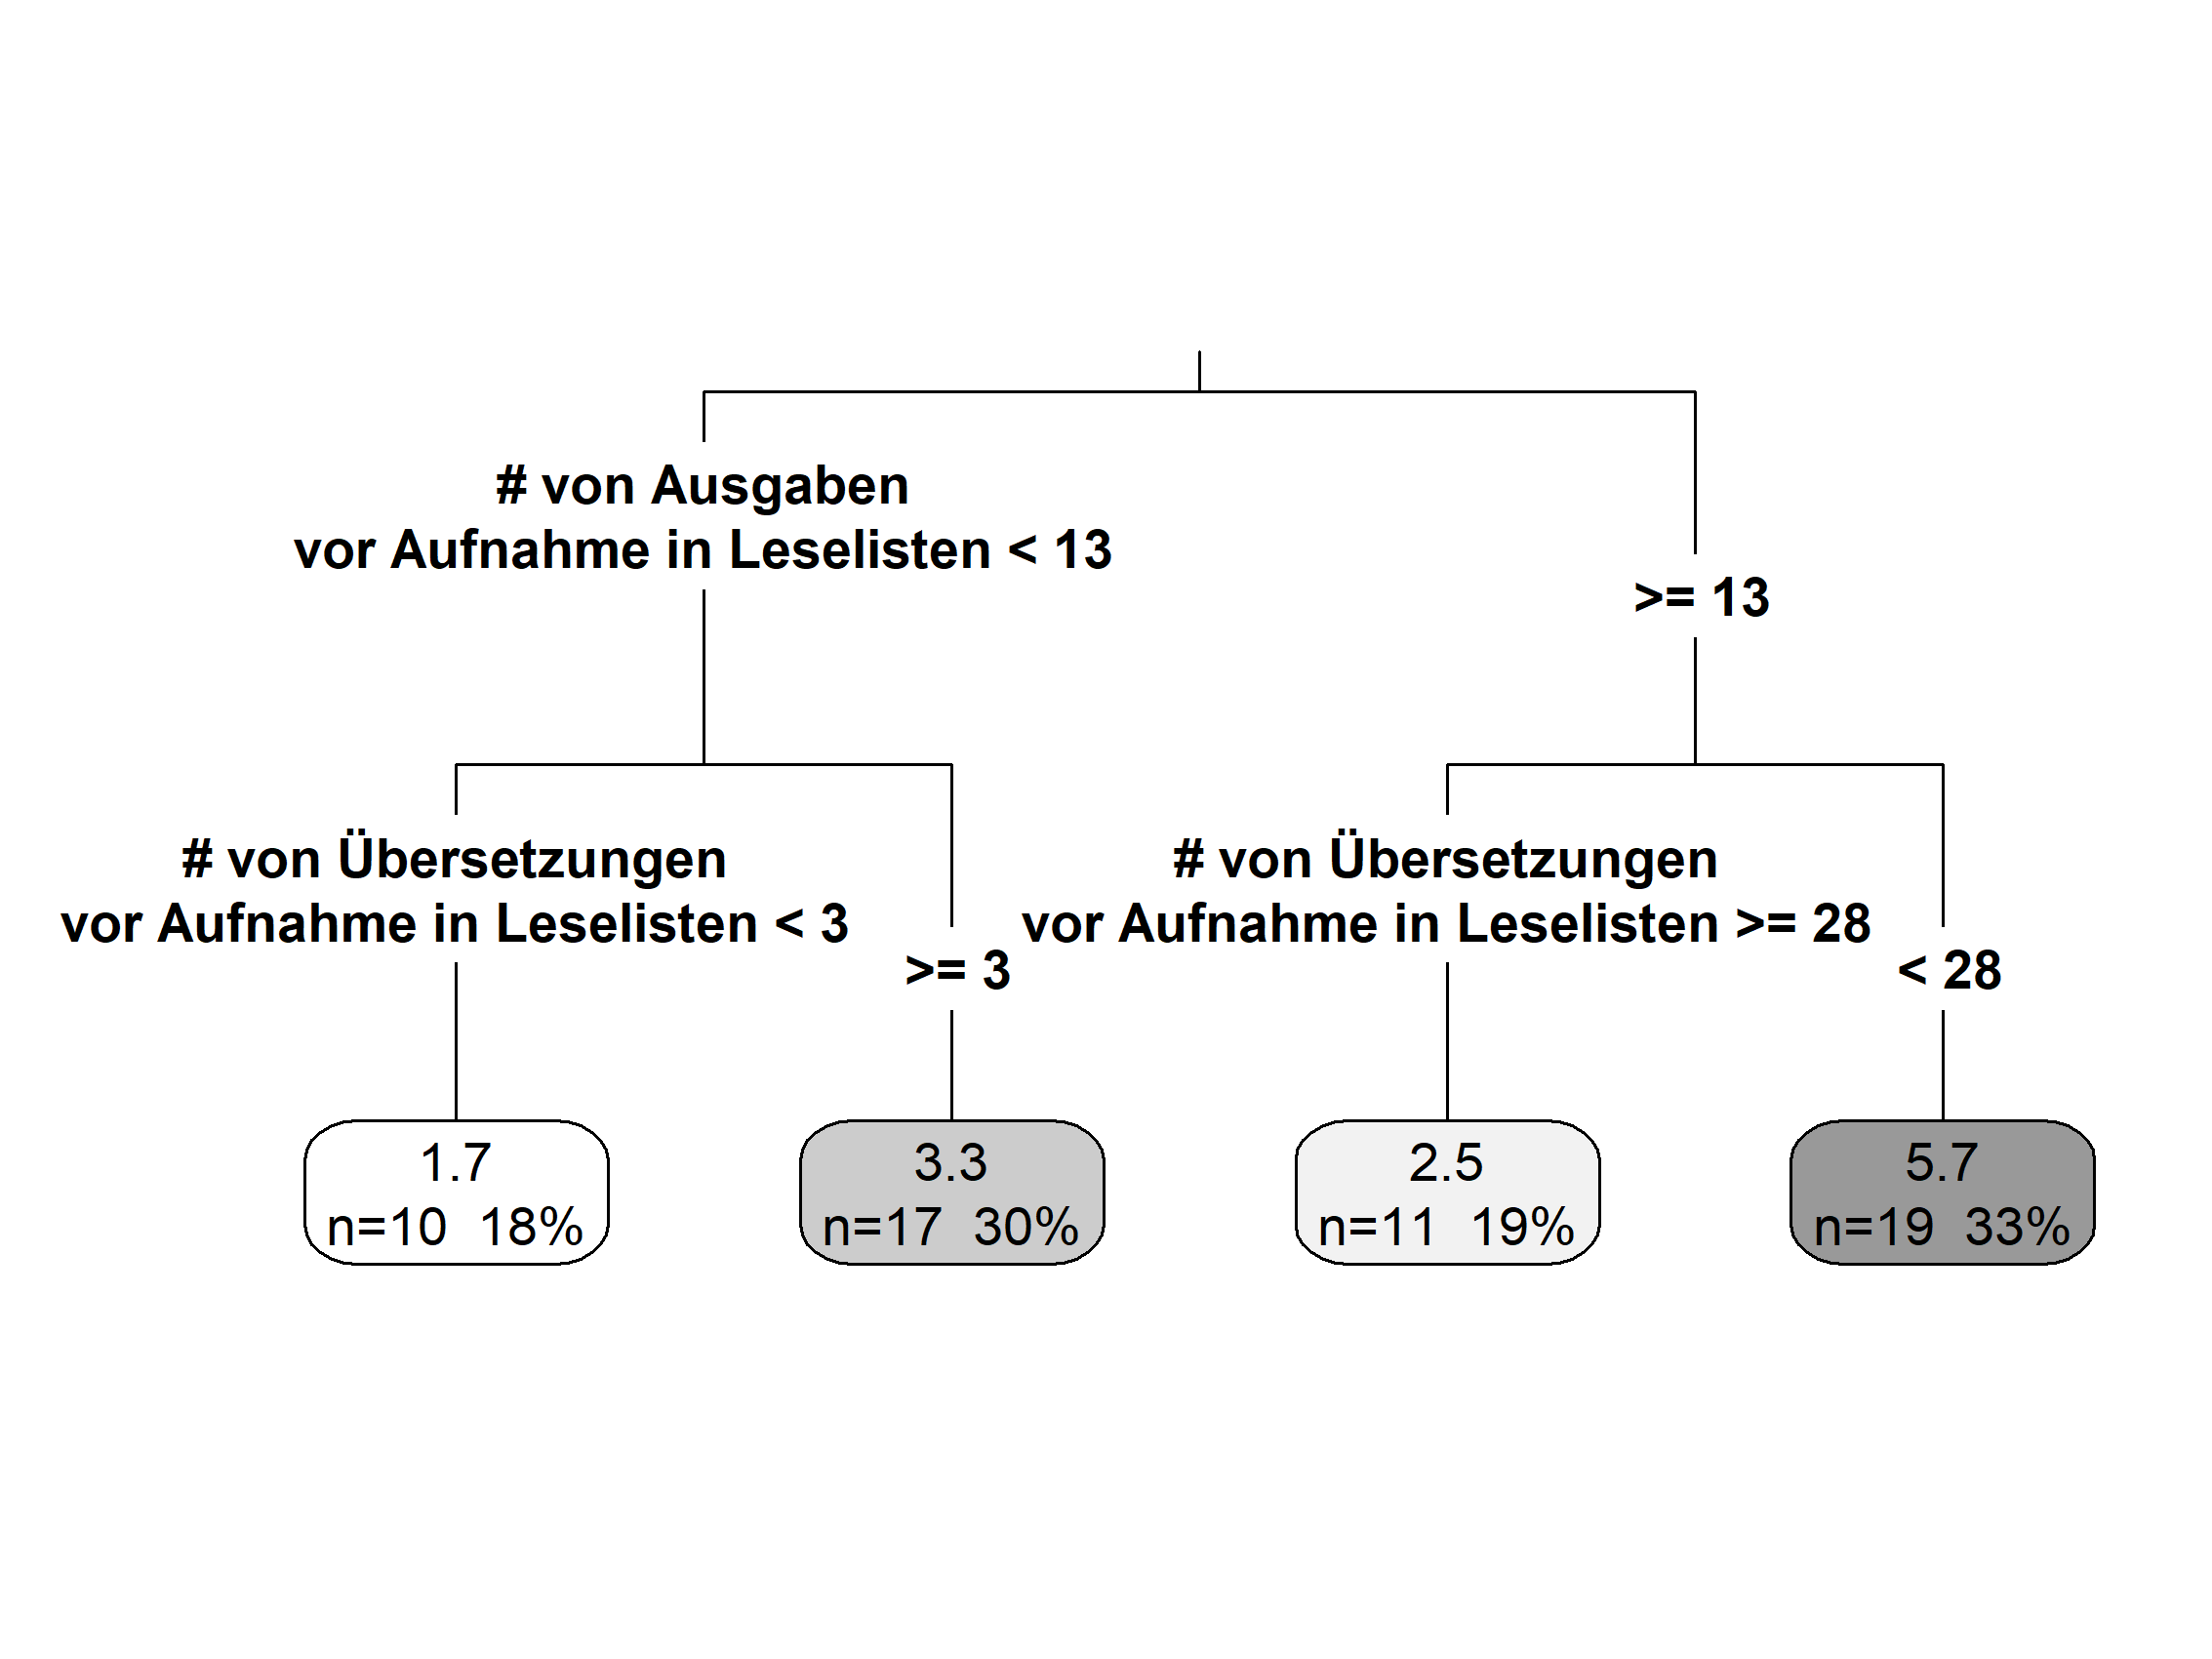 # von Ausgaben
vor Aufnahme in Leselisten < 13
>= 13
# von Übersetzungen
vor Aufnahme in Leselisten < 3
>= 3
# von Übersetzungen
vor Aufnahme in Leselisten >= 28
< 28
1.7
n=10 18%
3.3
n=17 30%
2.5
n=11 19%
5.7
n=19 33%